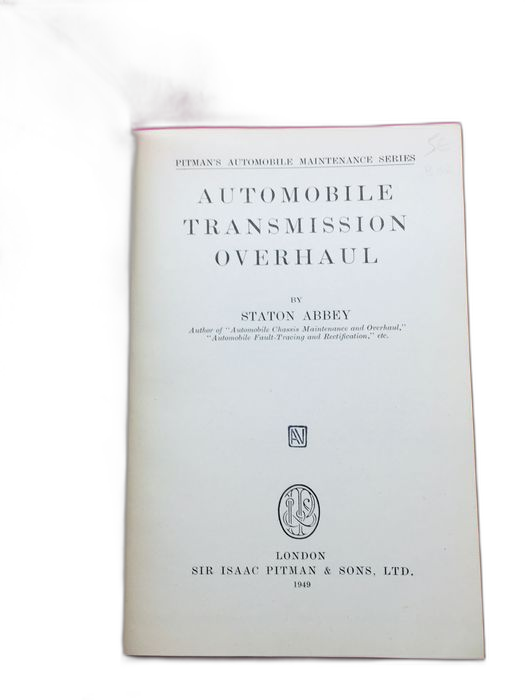 PITMAN'S AUTOMOBILE MAINTENANCE SERIES
AUTOMOBILE
TRANSMISSION
OVERHAUL
BY
STATON ABBEY
Author of "Automobile Chassis Maintenance and Overhaul,"
"Automobile Fault-Tracing and Rectification," etc.
LONDON
SIR ISAAC PITMAN & SONS, LTD.
1949